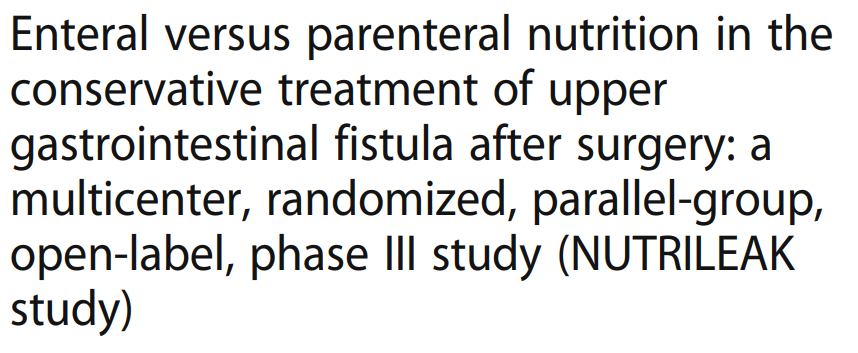 Enteral versus parenteral nutrition in the
conservative treatment of upper
gastrointestinal fistula after surgery: a
multicenter, randomized, parallel-group,
open-label, phase III study (NUTRILEAK
study)